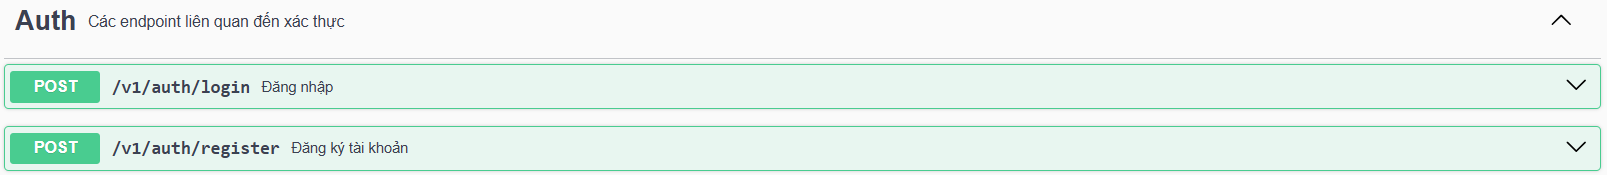 Auth Các endpoint liên quan đến xác thực
POST /v1/auth/login Đăng nhập
POST /v1/auth/register Đăng ký tài khoản